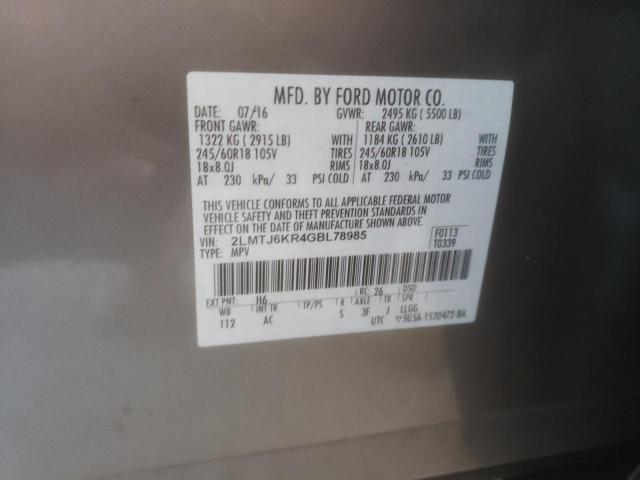 MFD. BY FORD MOTOR CO.
DATE: 07/16 GVWR: 2495 KG ( 5500 LB)
FRONT GAWR: REAR GAWR:
1322 KG ( 2915 LB) WITH 1184 KG ( 2610 LB) WITH
245/60R18 105V TIRES 245/60R18 105V TIRES
18x8.0J RIMS 18x8.0J RIMS
AT 230 kPa/ 33 PSI COLD AT 230 kPa/ 33 PSI COLD
THIS VEHICLE CONFORMS TO ALL APPLICABLE FEDERAL MOTOR
VEHICLE SAFETY AND THEFT PREVENTION STANDARDS IN
EFFECT ON THE DATE OF MANUFACTURE SHOWN ABOVE.
VIN: 2LMTJ6KR4GBL78985 F0113
TYPE: MPV T0339
EXT PNT: H6 RC: 26 DSO:
WB INT TR TP/PS R AXLE TR SPR
112 AC S 3F J LLGG
UTC ▽5U5A-1520472-BA